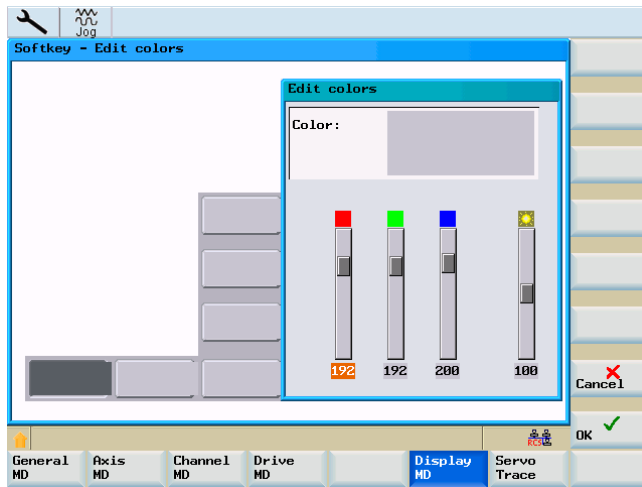 Jog
Softkey - Edit colors
Edit colors
Color:
192 192 200 100
Cancel
RCS
OK
General MD
Axis MD
Channel MD
Drive MD
Display MD
Servo Trace